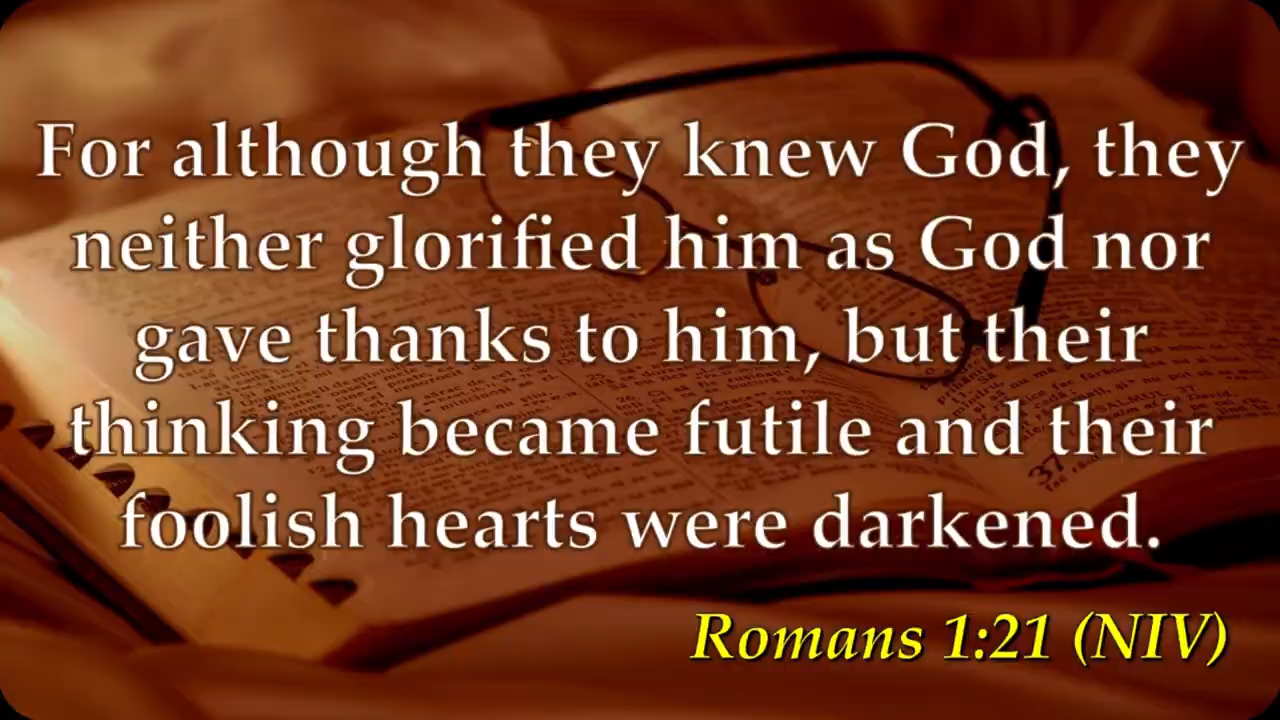 For although they knew God, they
neither glorified him as God nor
gave thanks to him, but their
thinking became futile and their
foolish hearts were darkened.
Romans 1:21 (NIV)